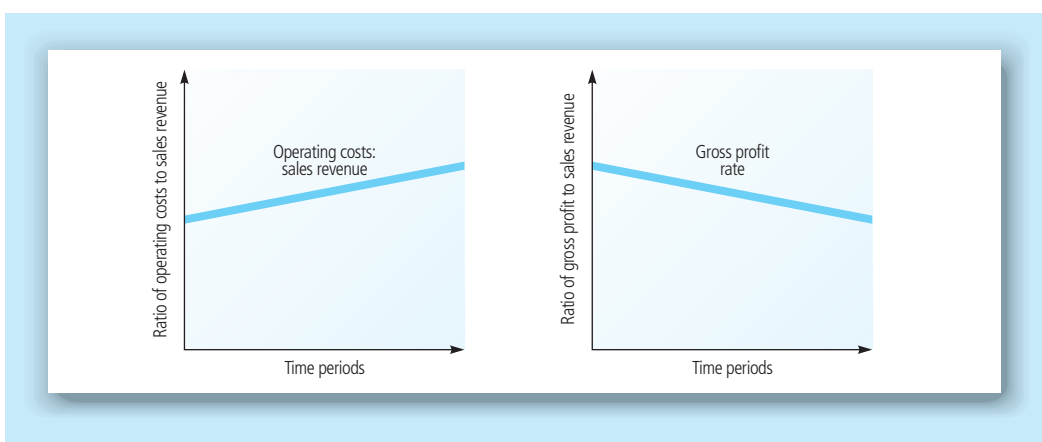 Ratio of operating costs to sales revenue
Operating costs:
sales revenue
Time periods
Ratio of gross profit to sales revenue
Gross profit
rate
Time periods